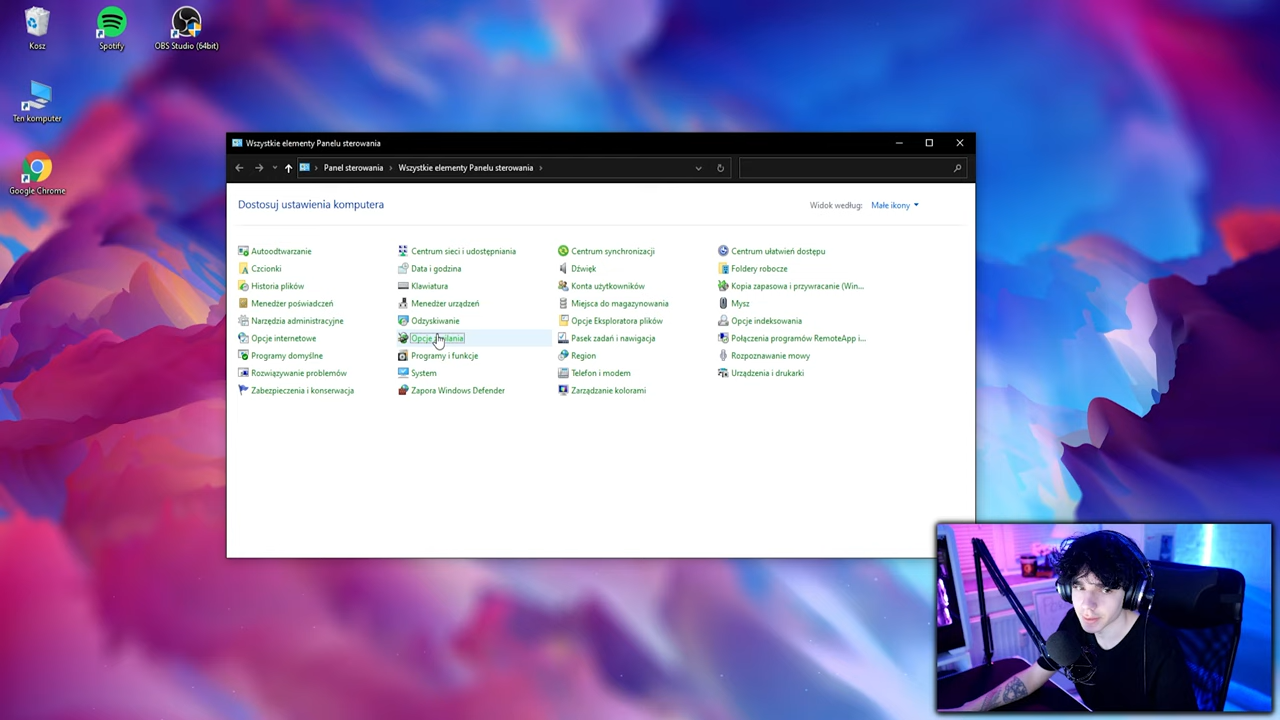 Kosz
Spotify
OBS Studio (64bit)
Ten komputer
Google Chrome
Wszystkie elementy Panelu sterowania
Panel sterowania
Wszystkie elementy Panelu sterowania
Dostosuj ustawienia komputera
Widok według: Małe ikony
Autoodtwarzanie
Centrum sieci i udostępniania
Centrum synchronizacji
Centrum ułatwień dostępu
Czcionki
Data i godzina
Dźwięk
Foldery robocze
Historia plików
Klawiatura
Konta użytkowników
Kopia zapasowa i przywracanie (Win...
Menedżer poświadczeń
Menedżer urządzeń
Miejsca do magazynowania
Mysz
Narzędzia administracyjne
Odzyskiwanie
Opcje Eksploratora plików
Opcje indeksowania
Opcje internetowe
Opcje zasilania
Pasek zadań i nawigacja
Połączenia programów RemoteApp i...
Programy domyślne
Programy i funkcje
Region
Rozpoznawanie mowy
Rozwiązywanie problemów
System
Telefon i modem
Urządzenia i drukarki
Zabezpieczenia i konserwacja
Zapora Windows Defender
Zarządzanie kolorami